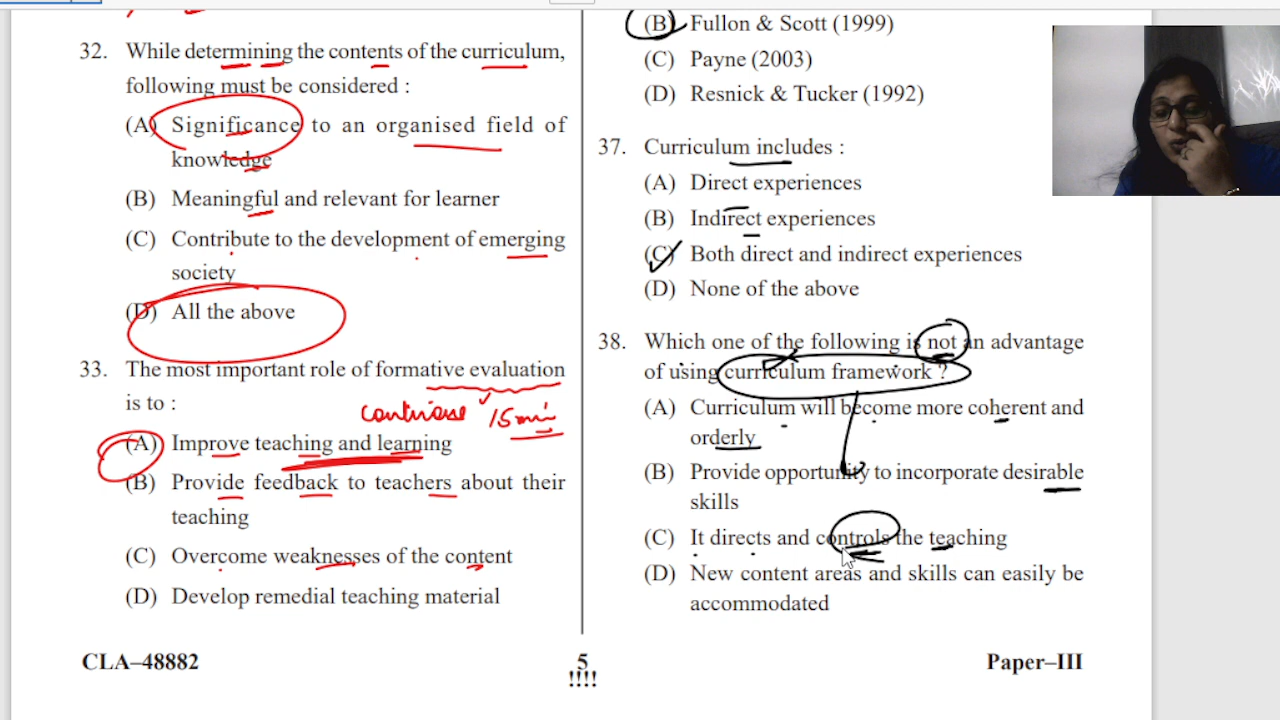 32. While determining the contents of the curriculum,
following must be considered :
(A) Significance to an organised field of
knowledge
(B) Meaningful and relevant for learner
(C) Contribute to the development of emerging
society
(D) All the above
33. The most important role of formative evaluation
is to :
15 min
(A) Improve teaching and learning
(B) Provide feedback to teachers about their
teaching
(C) Overcome weaknesses of the content
(D) Develop remedial teaching material
(B) Fullon & Scott (1999)
(C) Payne (2003)
(D) Resnick & Tucker (1992)
37. Curriculum includes :
(A) Direct experiences
(B) Indirect experiences
(C) Both direct and indirect experiences
(D) None of the above
38. Which one of the following is not an advantage
of using curriculum framework ?
(A) Curriculum will become more coherent and
orderly
(B) Provide opportunity to incorporate desirable
skills
(C) It directs and controls the teaching
(D) New content areas and skills can easily be
accommodated
CLA–48882
5
!!!!
Paper–III